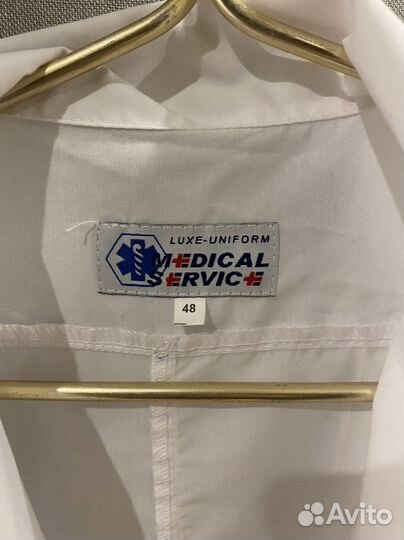 LUXE-UNIFORM
MEDICAL
SERVICE
48
Avito